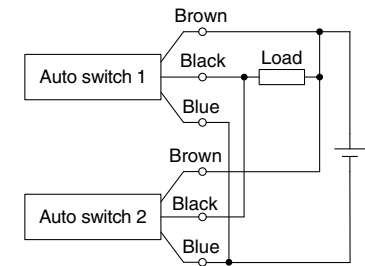 Brown
Black
Load
Auto switch 1
Blue
Brown
Black
Auto switch 2
Blue